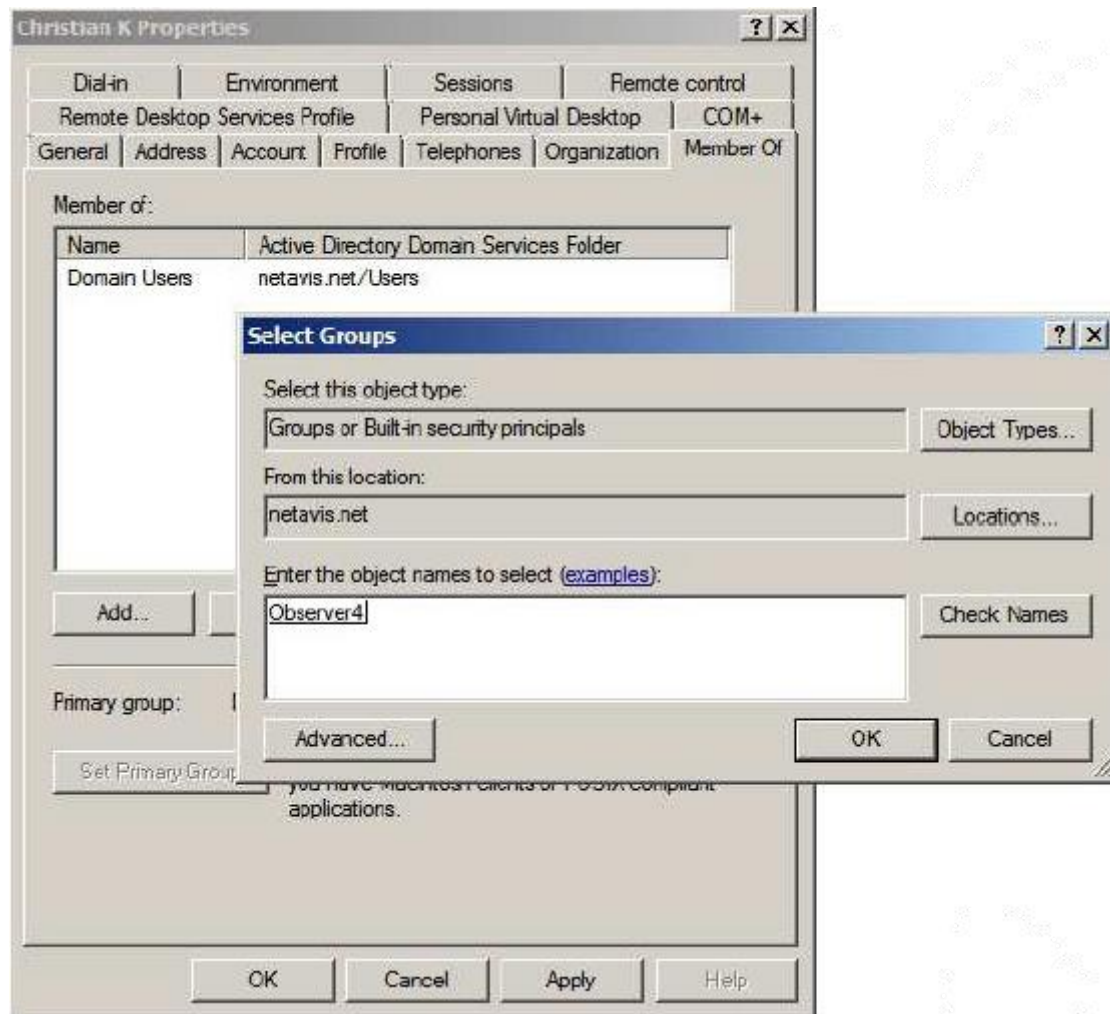 Christian K Properties
Dial-in Environment Sessions Remote control
Remote Desktop Services Profile Personal Virtual Desktop COM+
General Address Account Profile Telephones Organization Member Of
Member of:
Name Active Directory Domain Services Folder
Domain Users netavis.net/Users
Select Groups
Select this object type:
Groups or Built-in security principals
Object Types...
From this location:
netavis.net
Locations...
Enter the object names to select (examples):
Observer4
Check Names
Advanced...
OK
Cancel
Add...
Primary group:
Set Primary Group
applications.
OK Cancel Apply Help